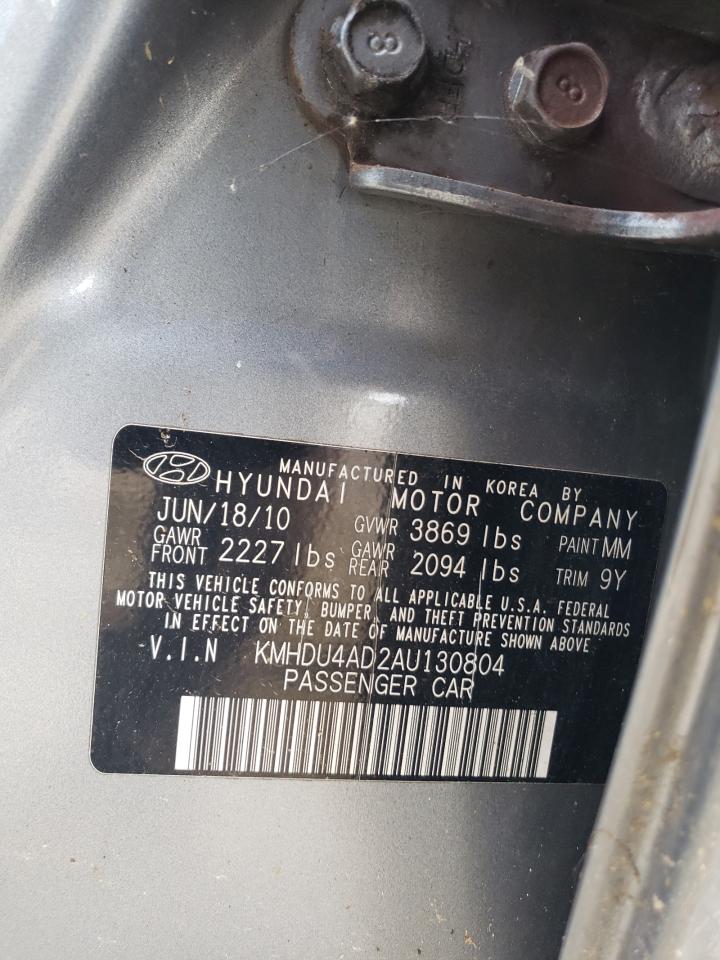 8
8
MANUFACTURED IN KOREA BY
HYUNDAI MOTOR COMPANY
JUN/18/10 GVWR 3869 lbs PAINT MM
GAWR FRONT 2227 lbs GAWR REAR 2094 lbs TRIM 9Y
THIS VEHICLE CONFORMS TO ALL APPLICABLE U.S.A. FEDERAL
MOTOR VEHICLE SAFETY, BUMPER, AND THEFT PREVENTION STANDARDS
IN EFFECT ON THE DATE OF MANUFACTURE SHOWN ABOVE
V.I.N KMHDU4AD2AU130804
PASSENGER CAR